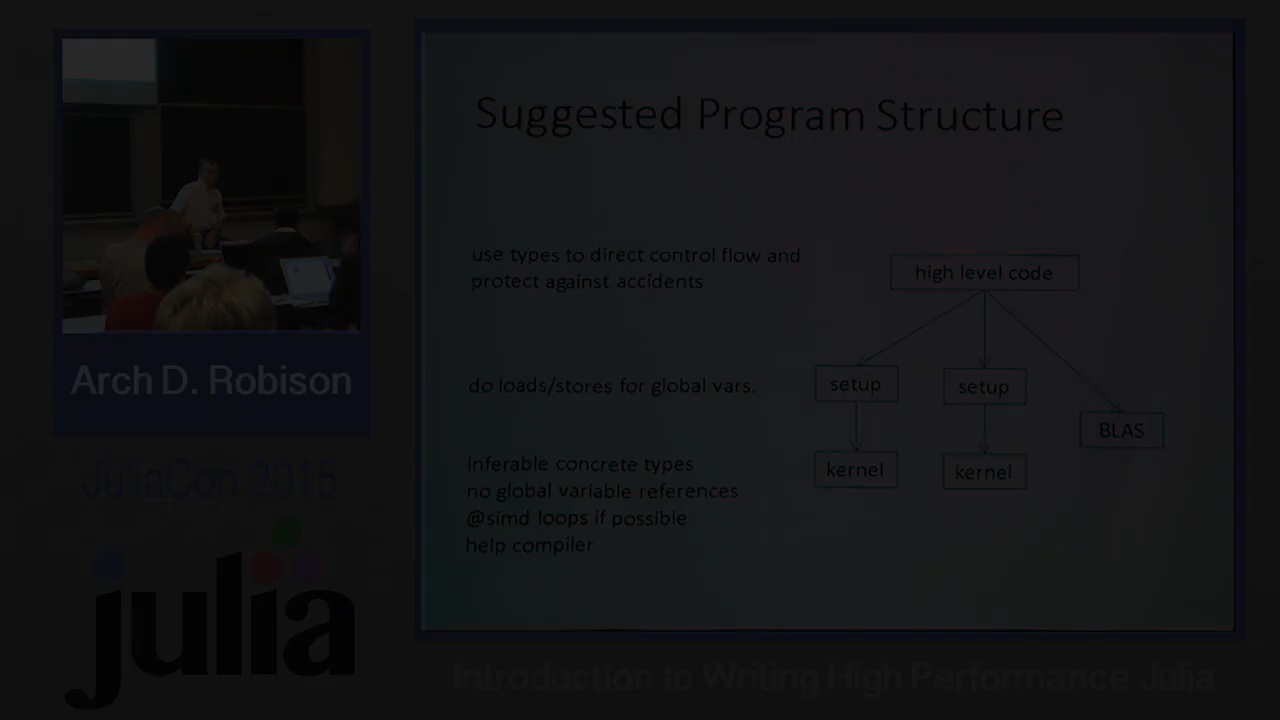 Suggested Program Structure
use types to direct control flow and
protect against accidents
high level code
do loads/stores for global vars.
setup
setup
BLAS
inferable concrete types
no global variable references
@simd loops if possible
help compiler
kernel
kernel
Arch D. Robison
JuliaCon 2015
julia
Introduction to Writing High Performance Julia